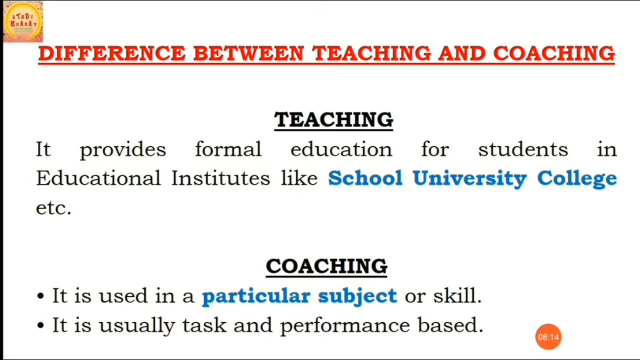 STUDY
BHARAT
DIFFERENCE BETWEEN TEACHING AND COACHING
TEACHING
It provides formal education for students in
Educational Institutes like School University College
etc.
COACHING
• It is used in a particular subject or skill.
• It is usually task and performance based.
08:14